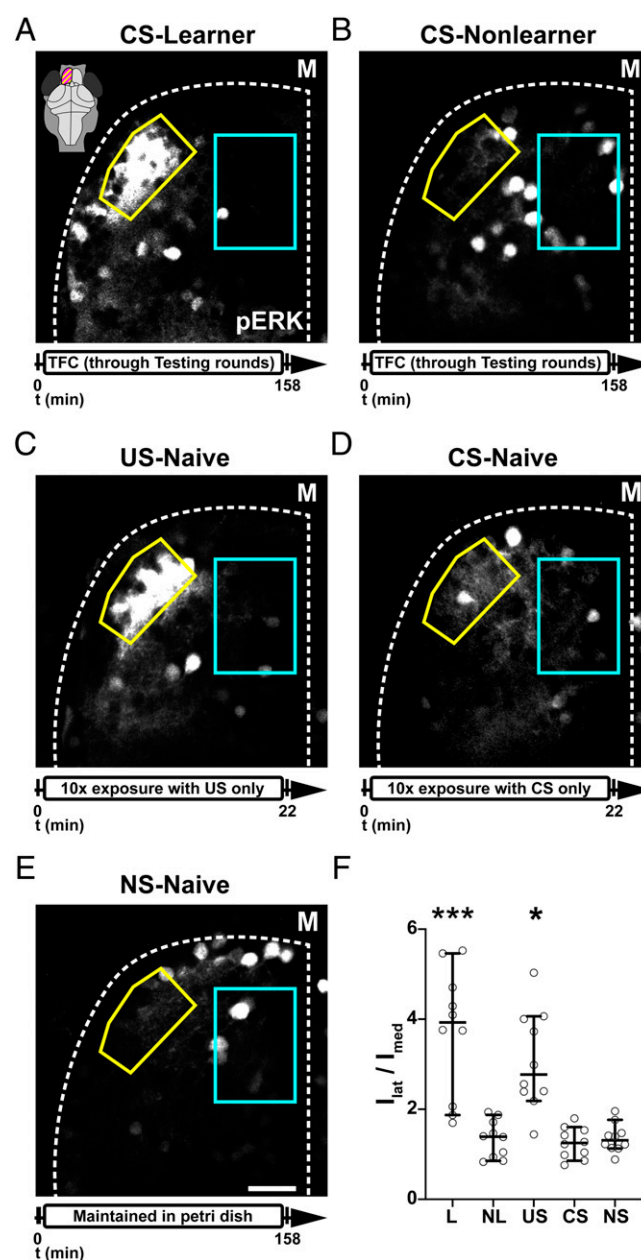 A
CS-Learner
M
pERK
TFC (through Testing rounds)
0
158
t (min)
B
CS-Nonlearner
M
TFC (through Testing rounds)
0
158
t (min)
C
US-Naive
M
10x exposure with US only
0
22
t (min)
D
CS-Naive
M
10x exposure with CS only
0
22
t (min)
E
NS-Naive
M
Maintained in petri dish
0
158
t (min)
F
***
*
6
4
2
0
I_lat / I_med
L
NL
US
CS
NS